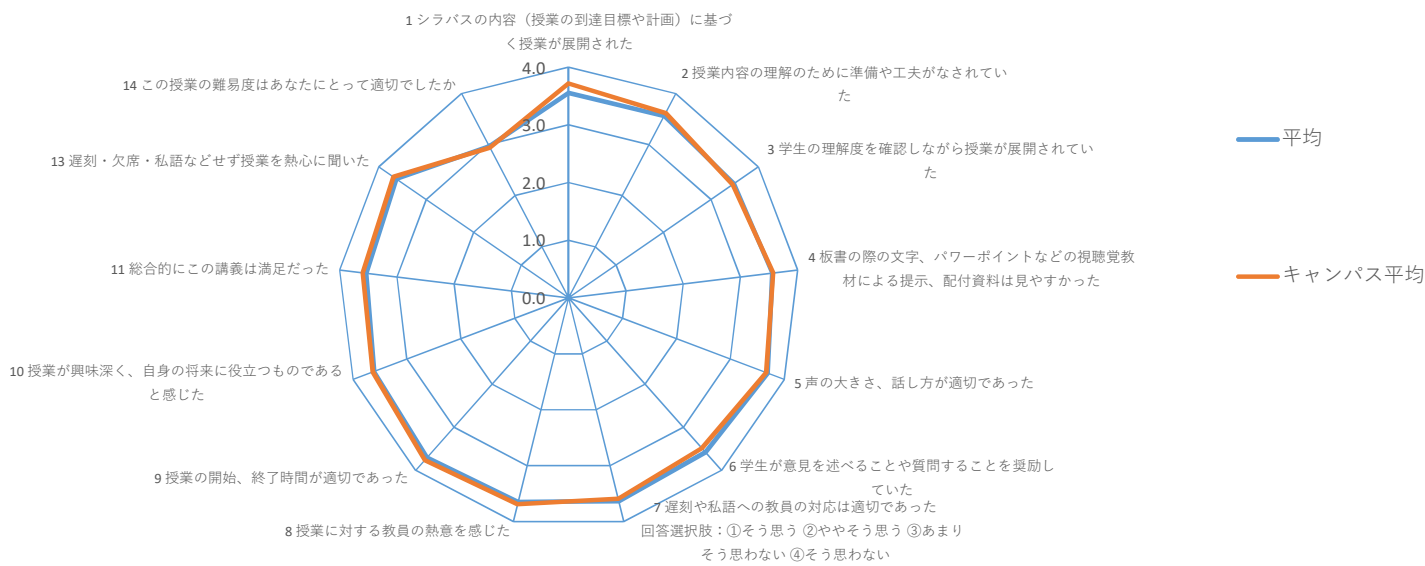 1 シラバスの内容（授業の到達目標や計画）に基づ
く授業が展開された
2 授業内容の理解のために準備や工夫がなされてい
た
3 学生の理解度を確認しながら授業が展開されてい
た
4 板書の際の文字、パワーポイントなどの視聴覚教
材による提示、配付資料は見やすかった
5 声の大きさ、話し方が適切であった
6 学生が意見を述べることや質問することを奨励し
ていた
7 遅刻や私語への教員の対応は適切であった
回答選択肢：①そう思う ②ややそう思う ③あまり
そう思わない ④そう思わない
8 授業に対する教員の熱意を感じた
9 授業の開始、終了時間が適切であった
10 授業が興味深く、自身の将来に役立つものである
と感じた
11 総合的にこの講義は満足だった
13 遅刻・欠席・私語などせず授業を熱心に聞いた
14 この授業の難易度はあなたにとって適切でしたか
4.0
3.0
2.0
1.0
0.0
平均
キャンパス平均